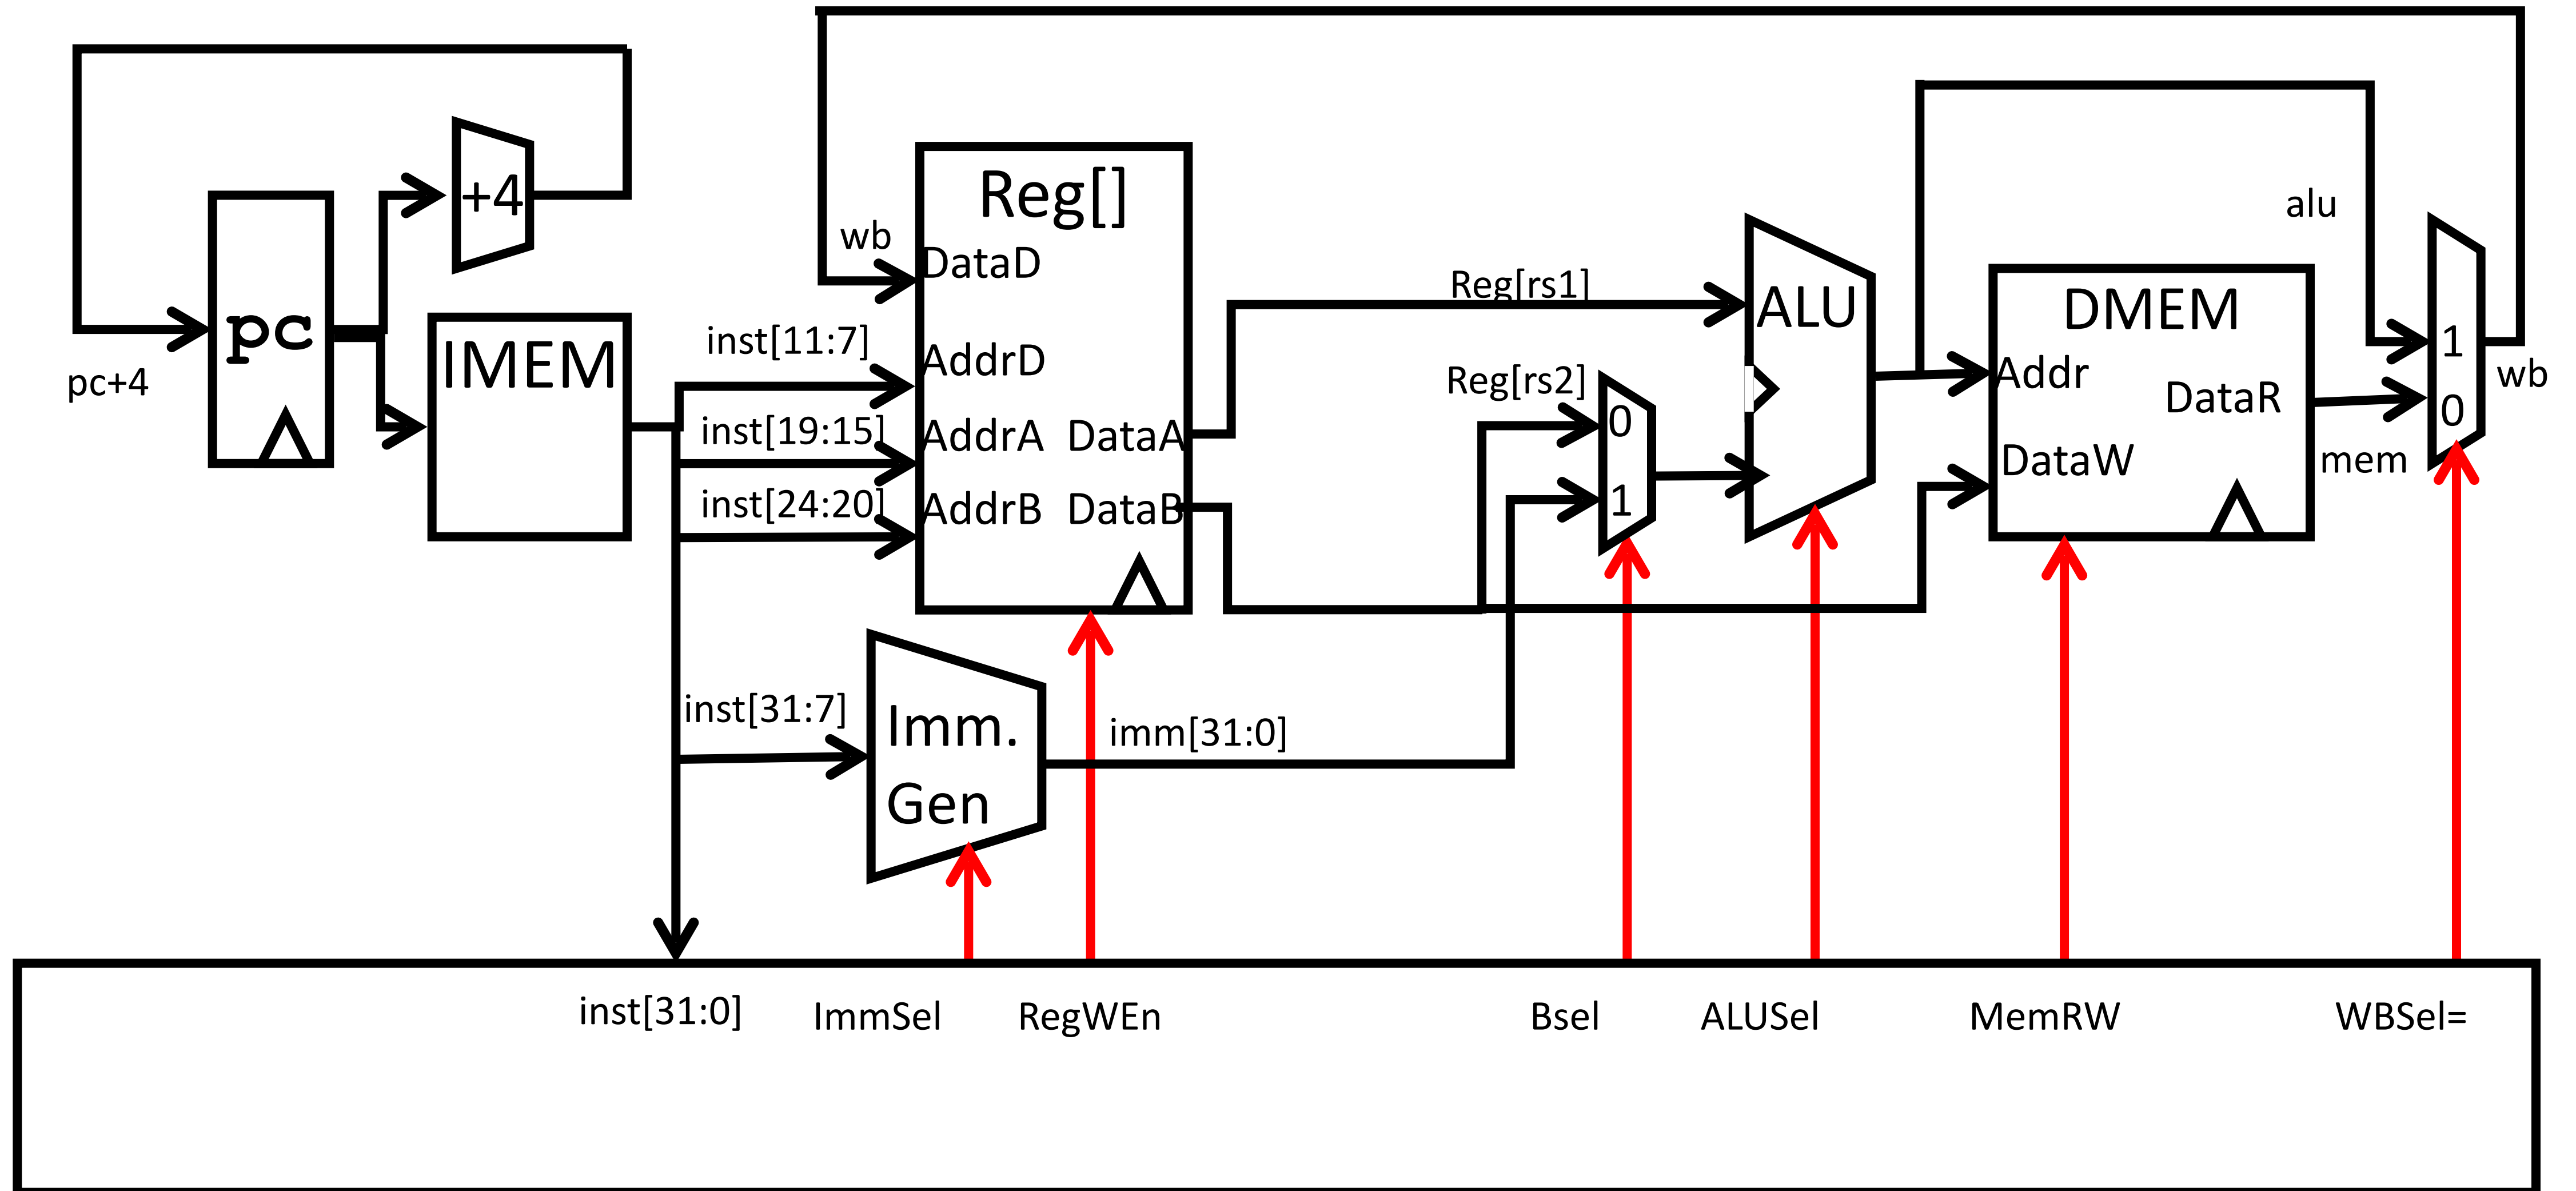 Reg[]
+4
alu
wb
DataD
Reg[rs1]
ALU
DMEM
pc
inst[11:7]
IMEM
AddrD
1
pc+4
Reg[rs2]
Addr
wb
DataR
0
0
inst[19:15]
AddrA DataA
mem
DataW
inst[24:20]
AddrB DataB
1
inst[31:7]
Imm.
Gen
imm[31:0]
inst[31:0]
ImmSel
RegWEn
Bsel
ALUSel
MemRW
WBSel=